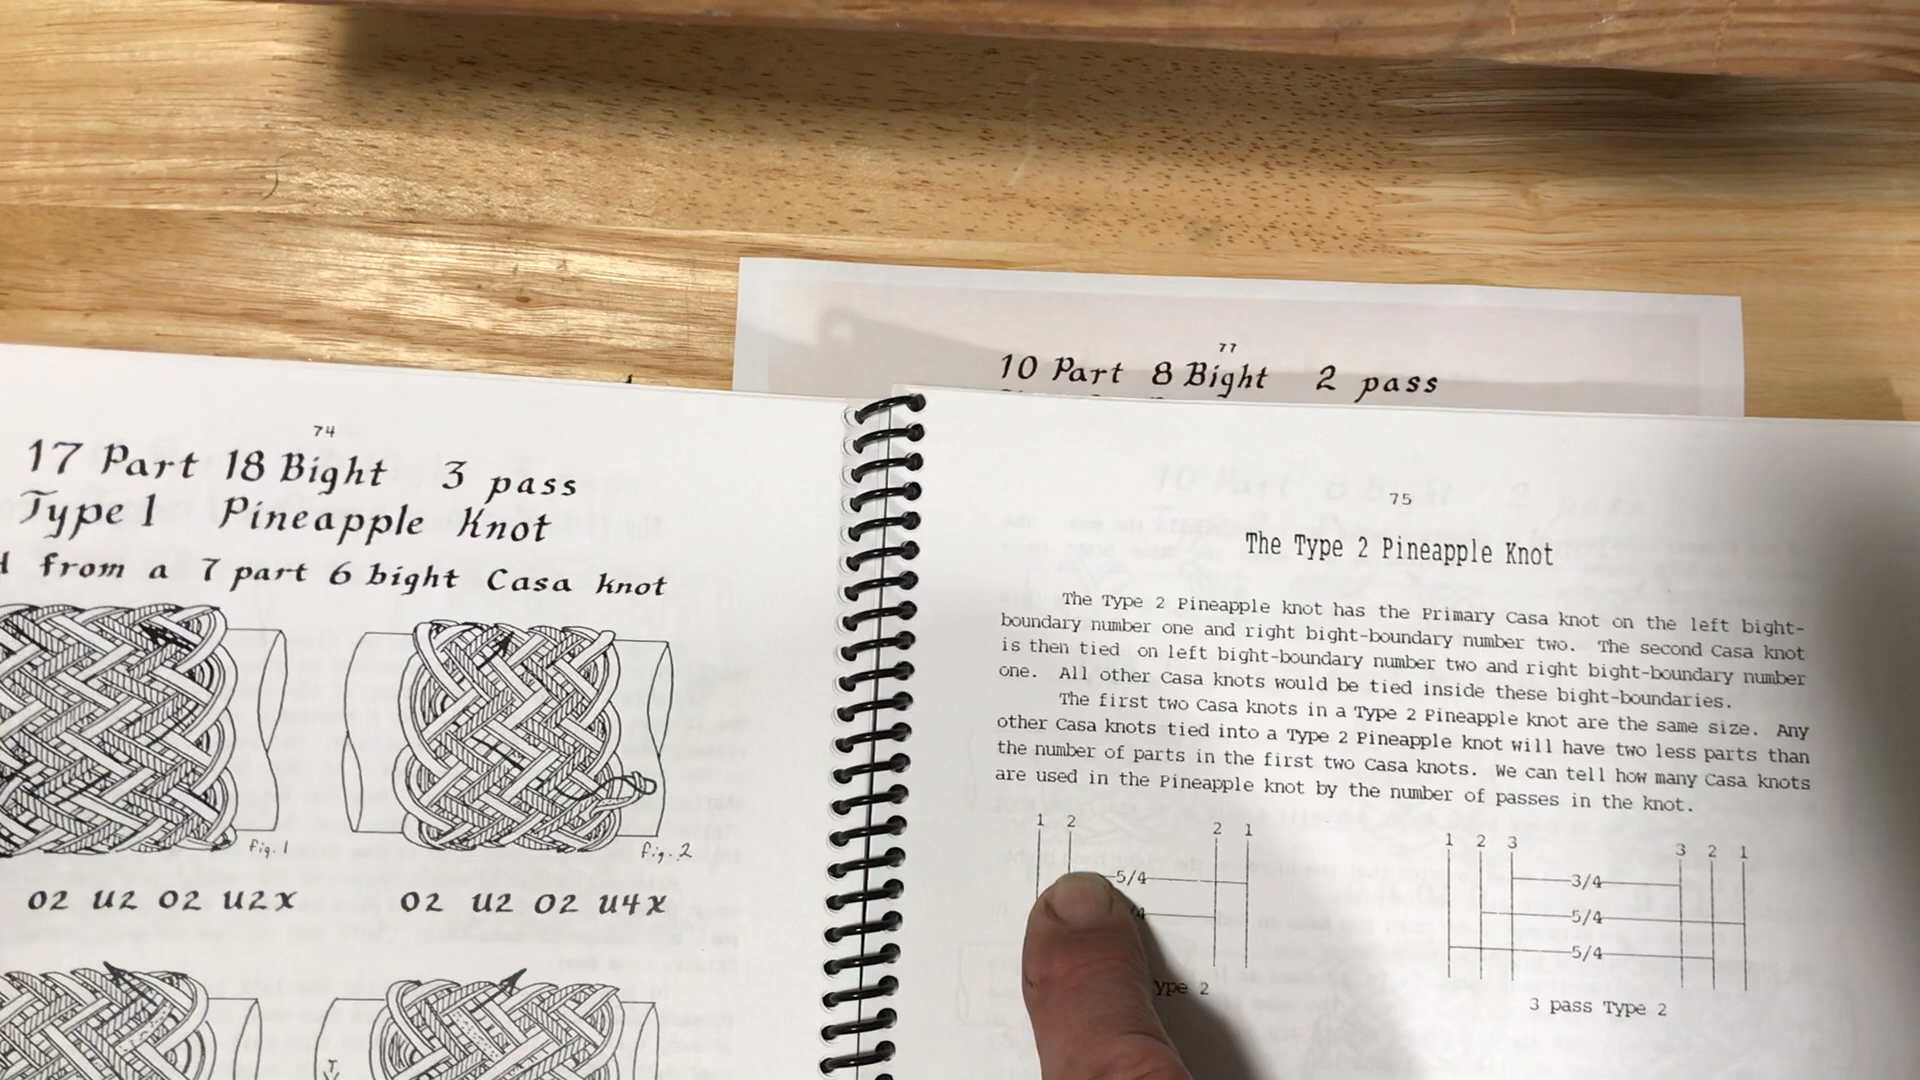 77
10 Part 8 Bight 2 pass
74
17 Part 18 Bight 3 pass
Type 1 Pineapple Knot
from a 7 part 6 bight Casa knot
Fig. 1
Fig. 2
O2 U2 O2 U2X
O2 U2 O2 U4X
75
The Type 2 Pineapple Knot
The Type 2 Pineapple knot has the Primary Casa knot on the left bight-
boundary number one and right bight-boundary number two. The second Casa knot
is then tied on left bight-boundary number two and right bight-boundary number
one. All other Casa knots would be tied inside these bight-boundaries.
The first two Casa knots in a Type 2 Pineapple knot are the same size. Any
other Casa knots tied into a Type 2 Pineapple knot will have two less parts than
the number of parts in the first two Casa knots. We can tell how many Casa knots
are used in the Pineapple knot by the number of passes in the knot.
1 2 2 1
5/4
/4
ype 2
1 2 3 3 2 1
3/4
5/4
5/4
3 pass Type 2